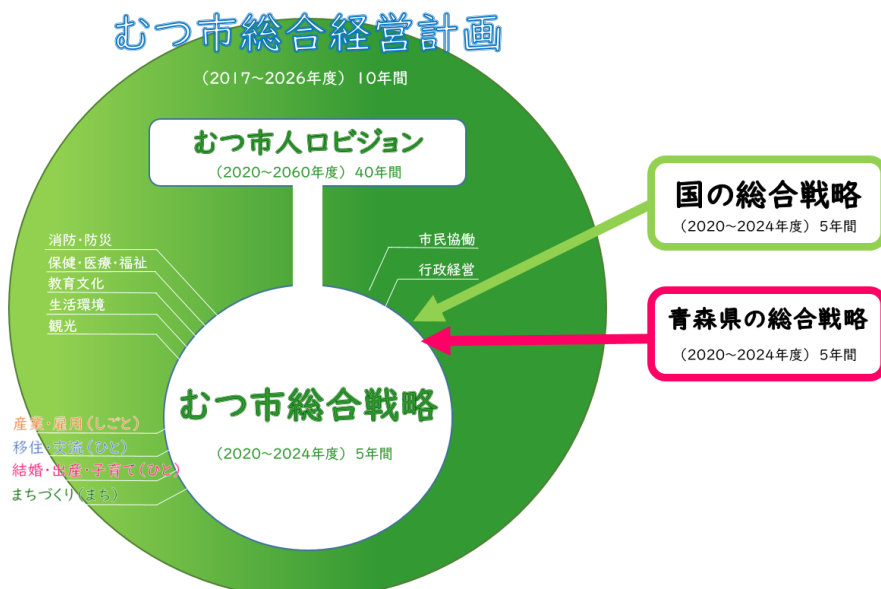 むつ市総合経営計画
（2017～2026年度）10年間
むつ市人口ビジョン
（2020～2060年度）40年間
消防・防災
保健・医療・福祉
教育文化
生活環境
観光
市民協働
行政経営
国の総合戦略
（2020～2024年度）5年間
青森県の総合戦略
（2020～2024年度）5年間
むつ市総合戦略
（2020～2024年度）5年間
産業・雇用（しごと）
移住・交流（ひと）
結婚・出産・子育て（ひと）
まちづくり（まち）